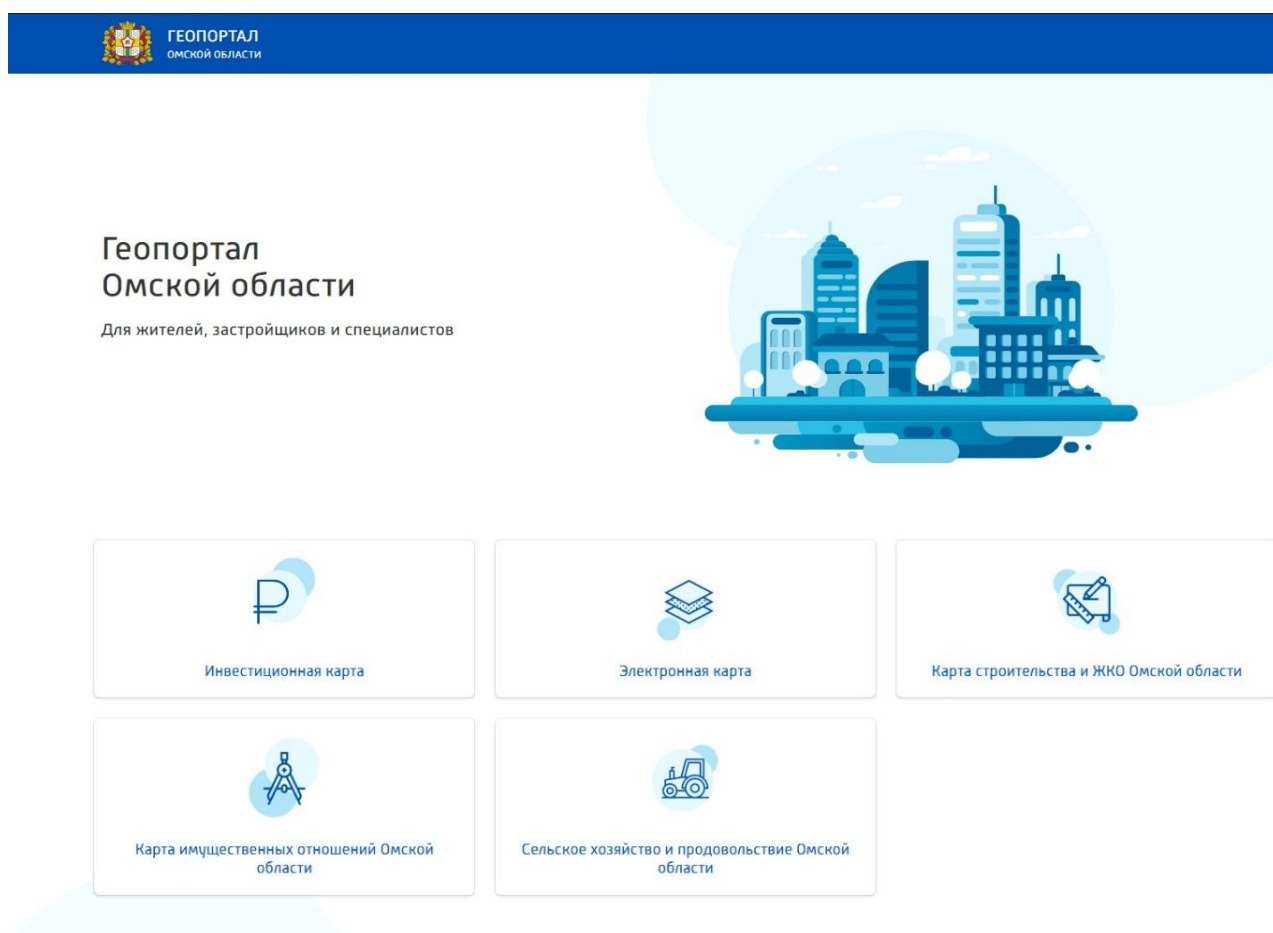 ГЕОПОРТАЛ
ОМСКОЙ ОБЛАСТИ
Геопортал
Омской области
Для жителей, застройщиков и специалистов
Инвестиционная карта
Электронная карта
Карта строительства и ЖКО Омской области
Карта имущественных отношений Омской
области
Сельское хозяйство и продовольствие Омской
области